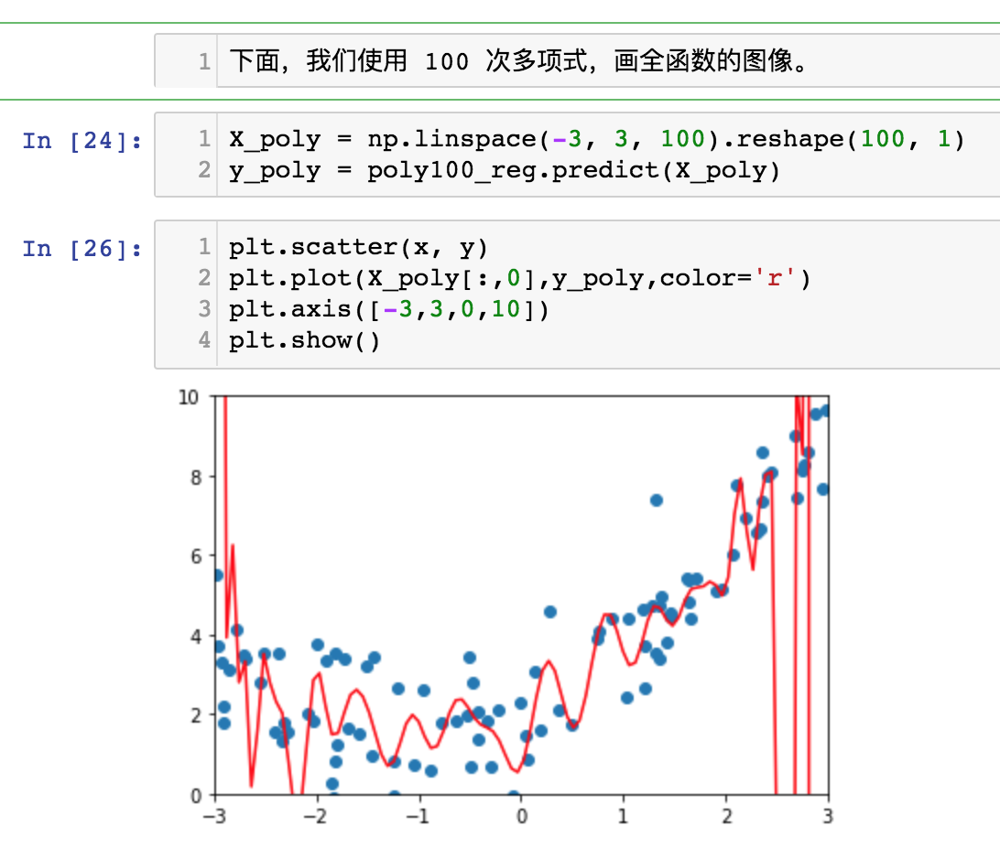 1 下面，我们使用 100 次多项式，画全函数的图像。
In [24]: 1 X_poly = np.linspace(-3, 3, 100).reshape(100, 1)
2 y_poly = poly100_reg.predict(X_poly)
In [26]: 1 plt.scatter(x, y)
2 plt.plot(X_poly[:,0],y_poly,color='r')
3 plt.axis([-3,3,0,10])
4 plt.show()
10
8
6
4
2
0
−3 −2 −1 0 1 2 3